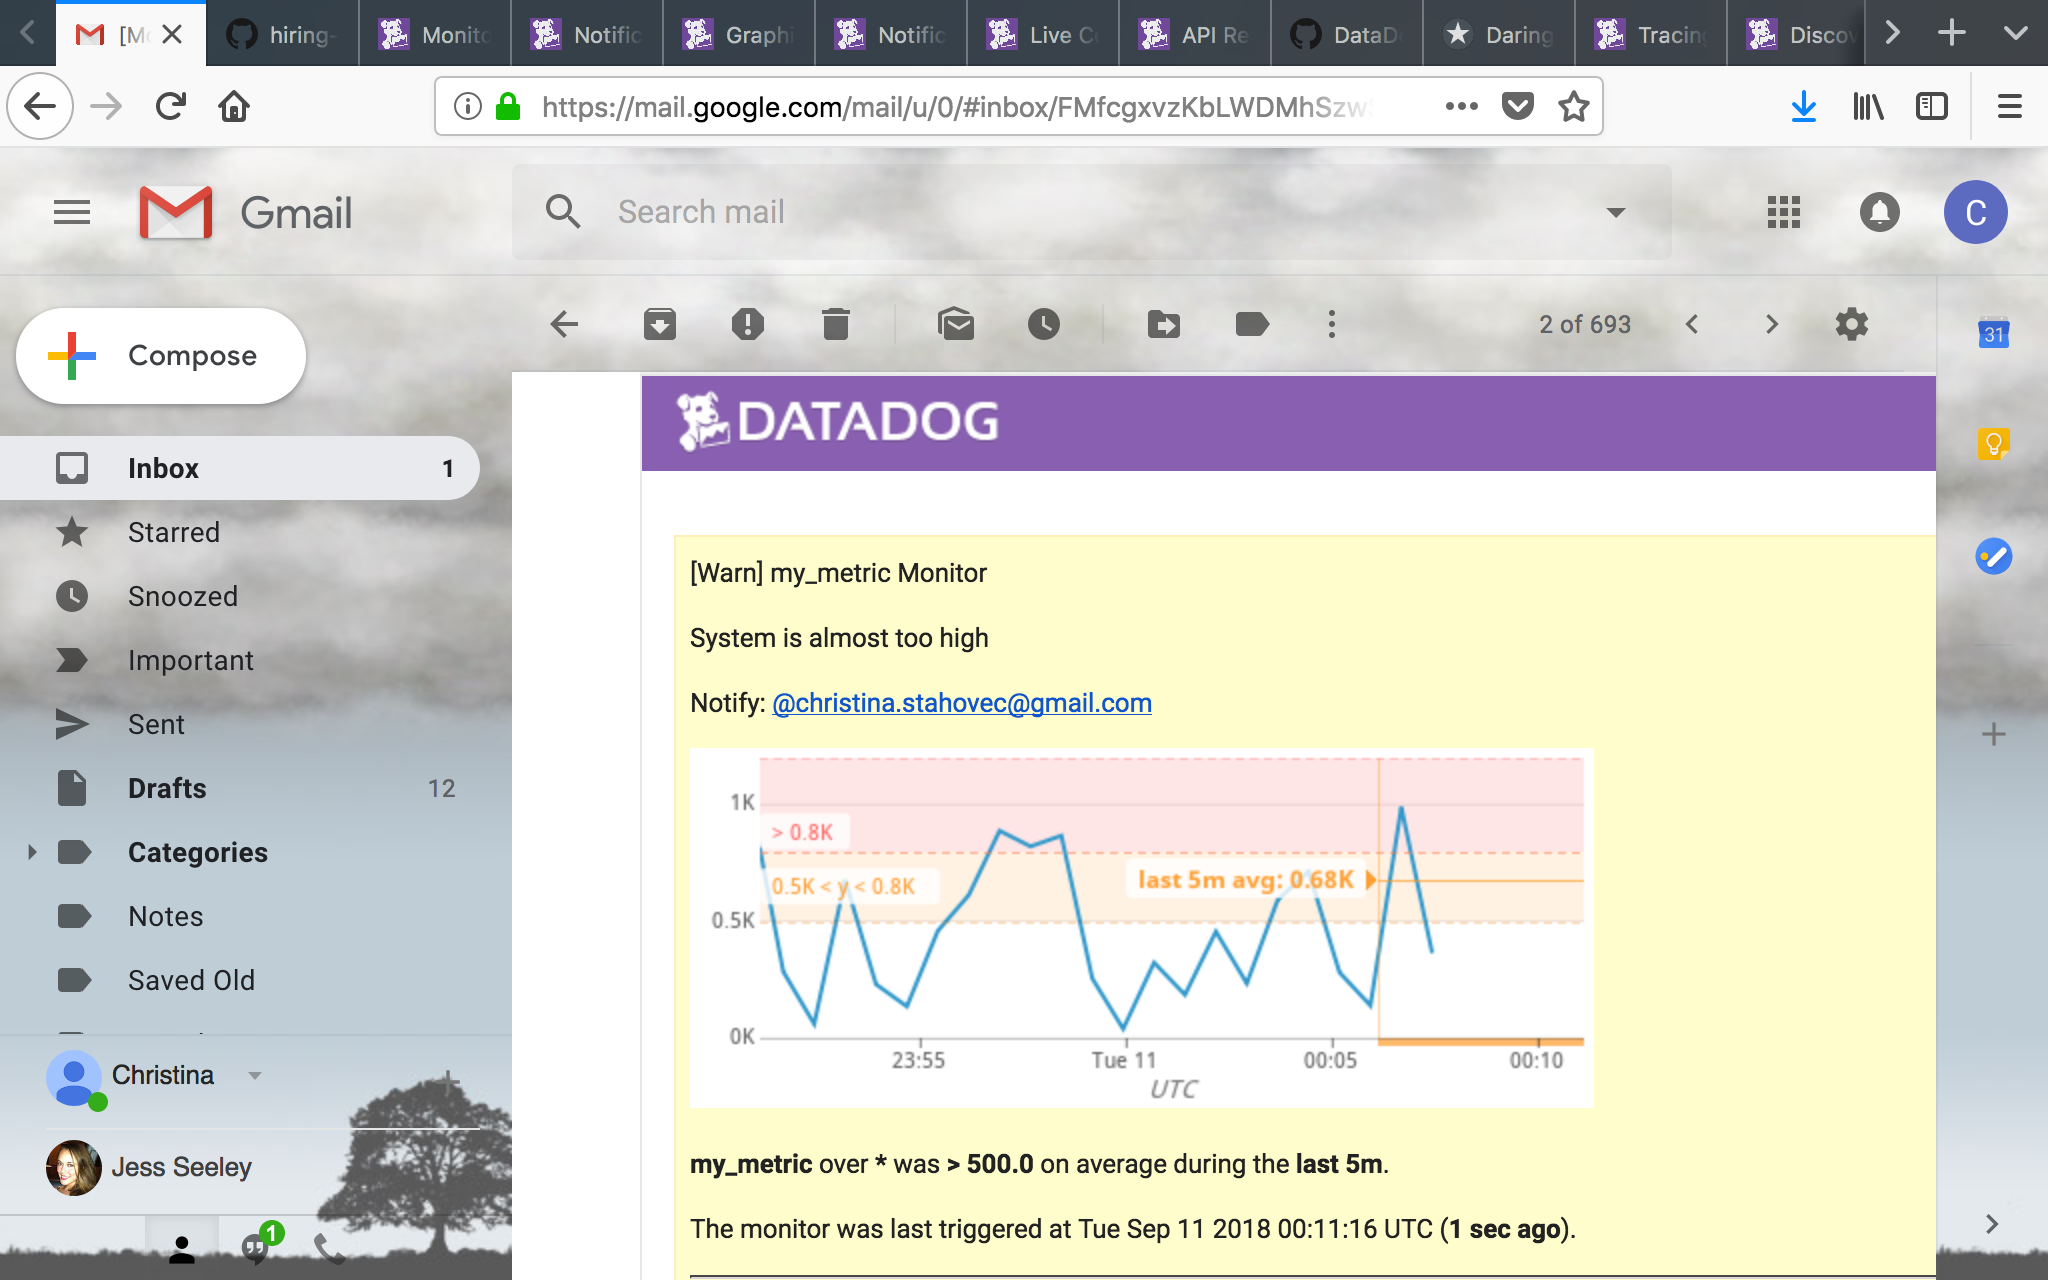 [M
hiring-
Monito
Notific
Graphi
Notific
Live C
API Re
DataD
Daring
Tracin
Discov
https://mail.google.com/mail/u/0/#inbox/FMfcgxvzKbLWDMhSzw
Gmail
Search mail
C
Compose
2 of 693
31
Inbox 1
Starred
Snoozed
Important
Sent
Drafts 12
Categories
Notes
Saved Old
Christina
Jess Seeley
1
DATADOG
[Warn] my_metric Monitor
System is almost too high
Notify: @christina.stahovec@gmail.com
1K
> 0.8K
0.5K < y < 0.8K
last 5m avg: 0.68K
0.5K
0K
23:55 Tue 11 00:05 00:10
UTC
my_metric over * was > 500.0 on average during the last 5m.
The monitor was last triggered at Tue Sep 11 2018 00:11:16 UTC (1 sec ago).